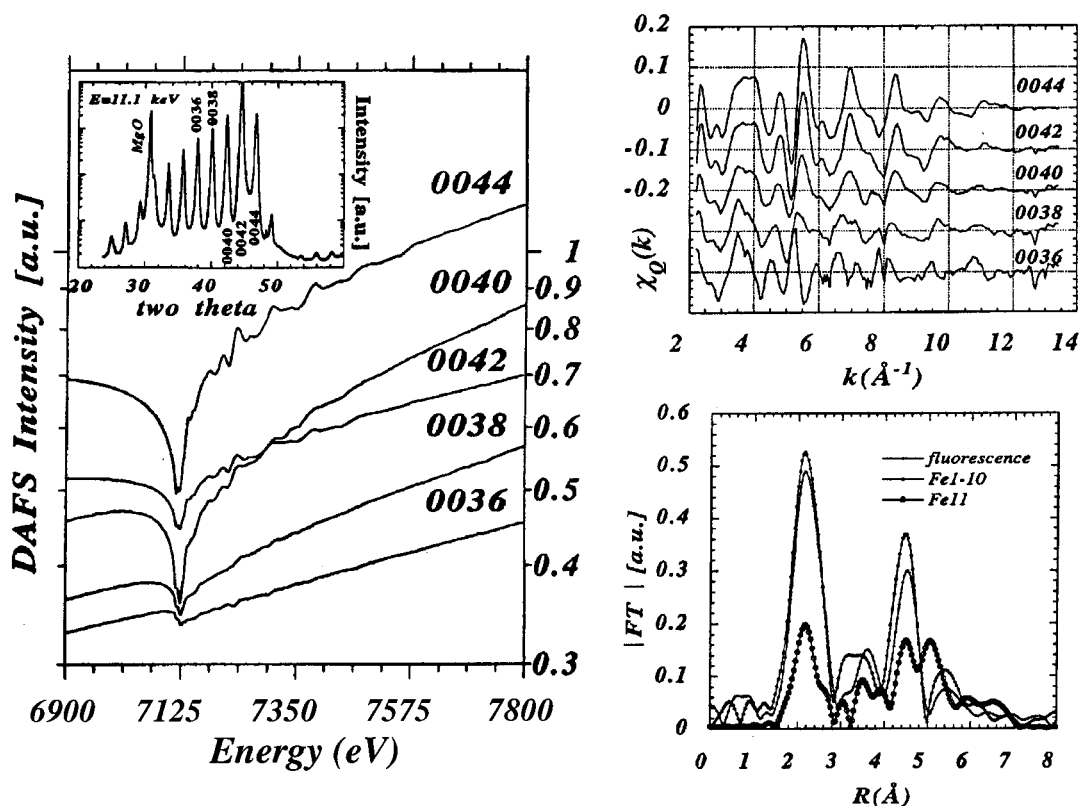 E=11.1 keV
MgO
0036
0038
0040
0042
0044
Intensity [a.u.]
20 30 40 50
two theta
0044
0040
0042
0038
0036
1
0.9
0.8
0.7
0.6
0.5
0.4
0.3
DAFS Intensity [a.u.]
6900 7125 7350 7575 7800
Energy (eV)
0.2
0.1
0
-0.1
-0.2
χQ(k)
0044
0042
0040
0038
0036
2 4 6 8 10 12 14
k(Å-1)
0.6
0.5
0.4
0.3
0.2
0.1
0
|FT | [a.u.]
fluorescence
Fe1-10
Fe11
0 1 2 3 4 5 6 7 8
R(Å)